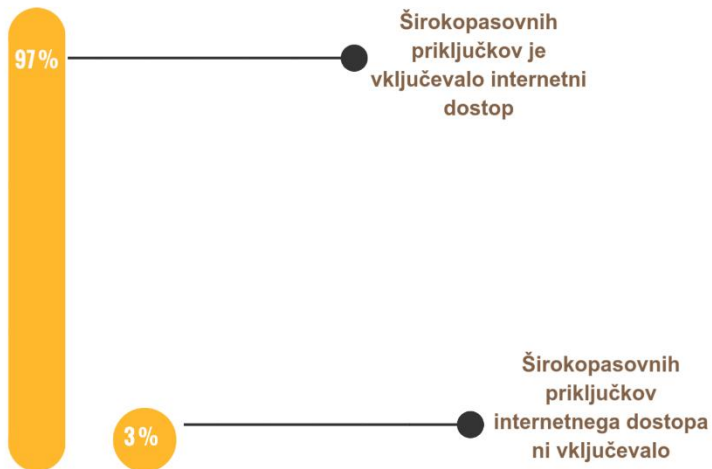 97%
Širokopasovnih
priključkov je
vključevalo internetni
dostop
3%
Širokopasovnih
priključkov
internetnega dostopa
ni vključevalo